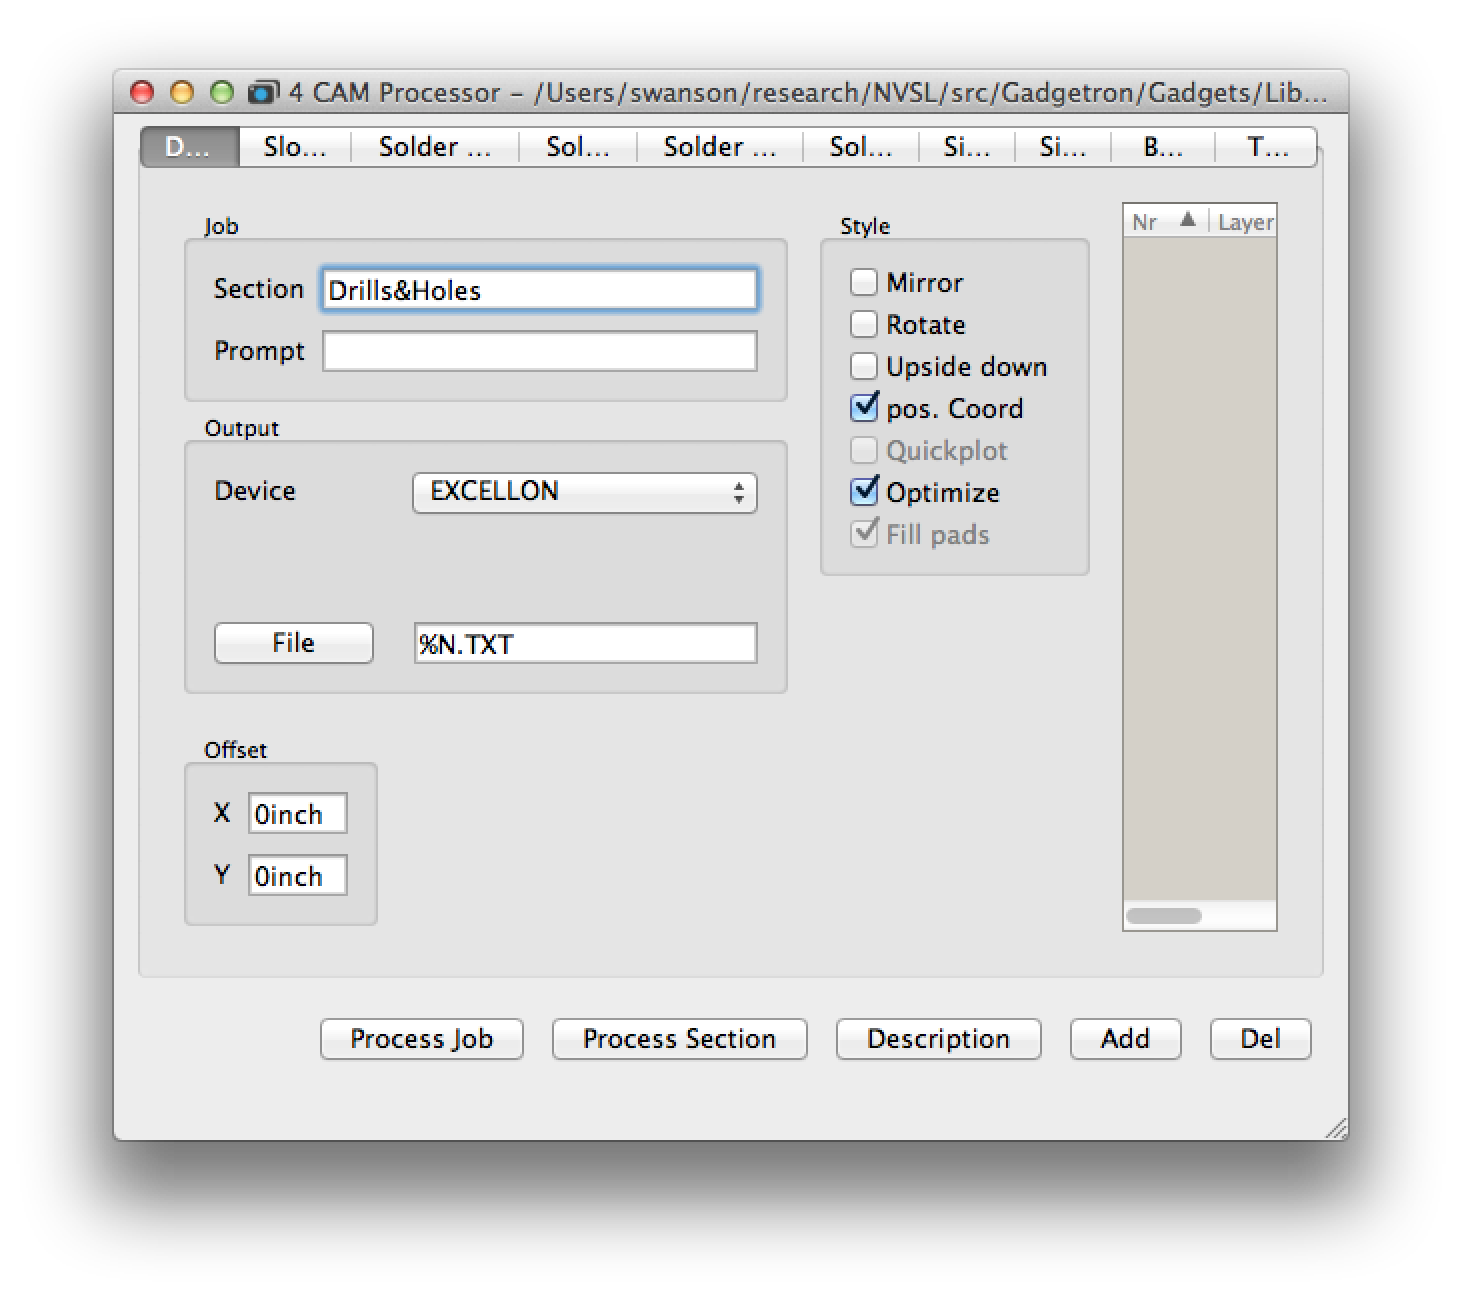 4 CAM Processor – /Users/swanson/research/NVSL/src/Gadgetron/Gadgets/Lib...
D... Slo... Solder ... Sol... Solder ... Sol... Si... Si... B... T...
Job
Section Drills&Holes
Prompt
Output
Device EXCELLON
File %N.TXT
Offset
X 0inch
Y 0inch
Style
Mirror
Rotate
Upside down
pos. Coord
Quickplot
Optimize
Fill pads
Nr Layer
Process Job Process Section Description Add Del